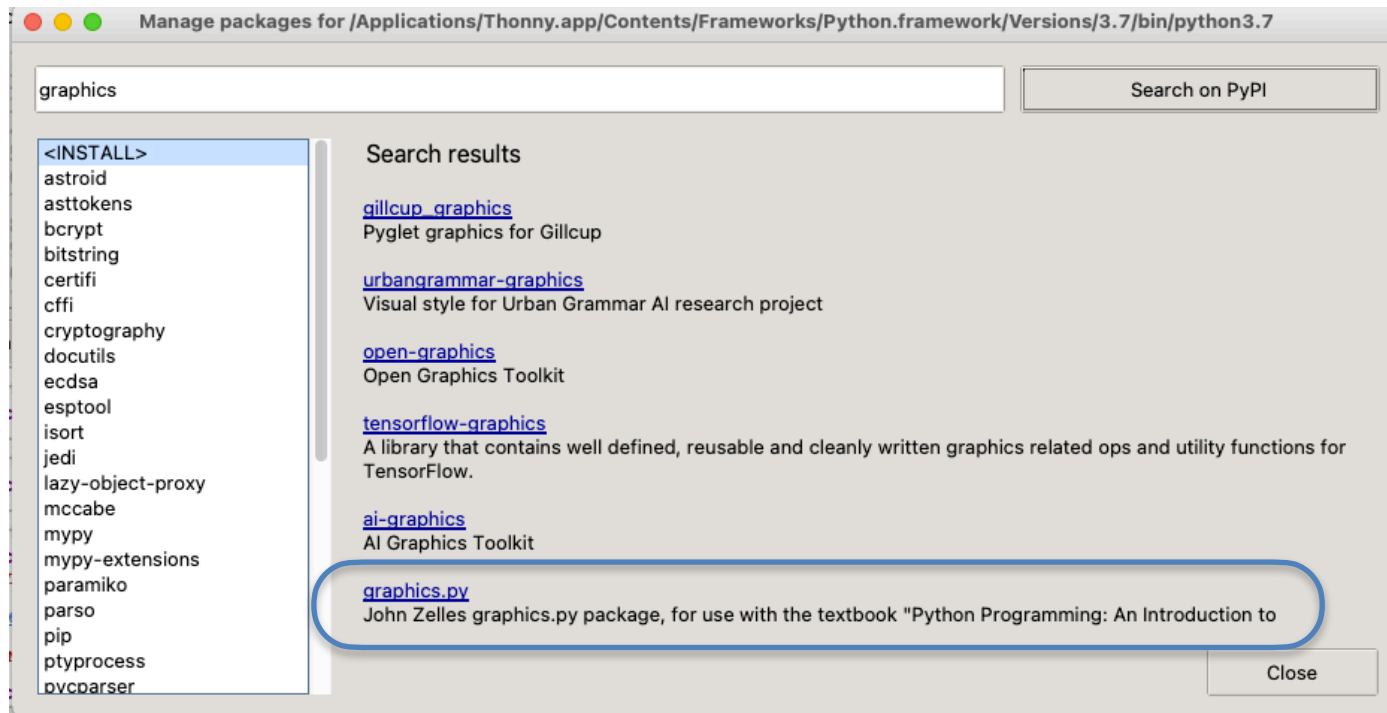 Manage packages for /Applications/Thonny.app/Contents/Frameworks/Python.framework/Versions/3.7/bin/python3.7
graphics
Search on PyPI
<INSTALL>
astroid
asttokens
bcrypt
bitstring
certifi
cffi
cryptography
docutils
ecdsa
esptool
isort
jedi
lazy-object-proxy
mccabe
mypy
mypy-extensions
paramiko
parso
pip
ptyprocess
pycparser
Search results
gillcup_graphics
Pyglet graphics for Gillcup
urbangrammar-graphics
Visual style for Urban Grammar AI research project
open-graphics
Open Graphics Toolkit
tensorflow-graphics
A library that contains well defined, reusable and cleanly written graphics related ops and utility functions for
TensorFlow.
ai-graphics
AI Graphics Toolkit
graphics.py
John Zelles graphics.py package, for use with the textbook "Python Programming: An Introduction to
Close